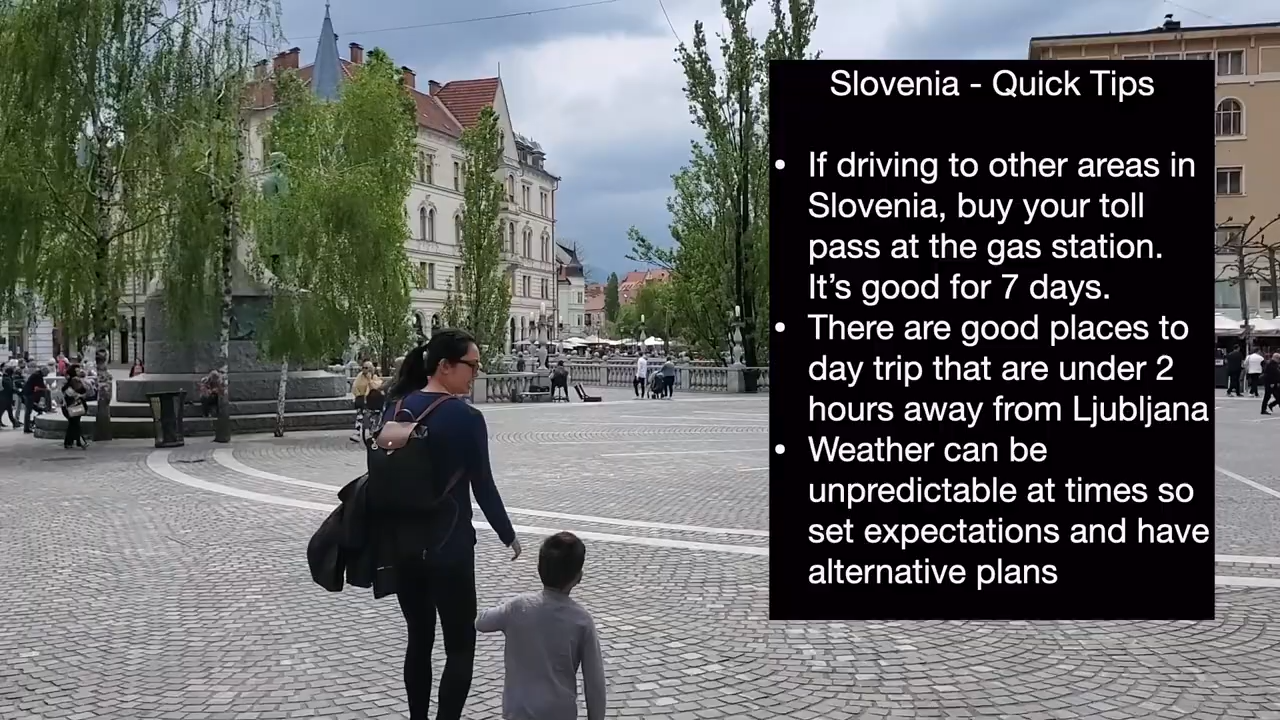 Slovenia - Quick Tips
• If driving to other areas in
Slovenia, buy your toll
pass at the gas station.
It’s good for 7 days.
• There are good places to
day trip that are under 2
hours away from Ljubljana
• Weather can be
unpredictable at times so
set expectations and have
alternative plans